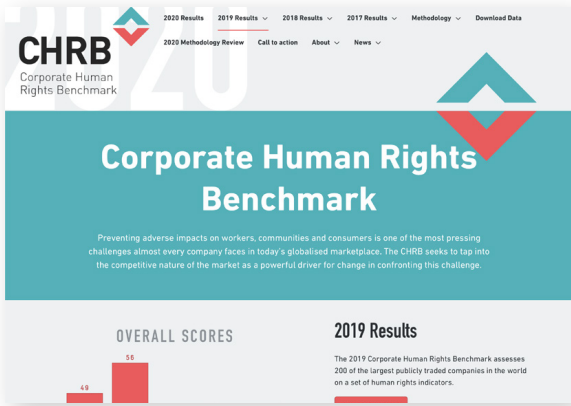 2020 Results 2019 Results 2018 Results 2017 Results Methodology Download Data
2020 Methodology Review Call to action About News
2020
CHRB
Corporate Human
Rights Benchmark
Corporate Human Rights
Benchmark
Preventing adverse impacts on workers, communities and consumers is one of the most pressing
challenges almost every company faces in today's globalised marketplace. The CHRB seeks to tap into
the competitive nature of the market as a powerful driver for change in confronting this challenge.
OVERALL SCORES
56
49
2019 Results
The 2019 Corporate Human Rights Benchmark assesses
200 of the largest publicly traded companies in the world
on a set of human rights indicators.